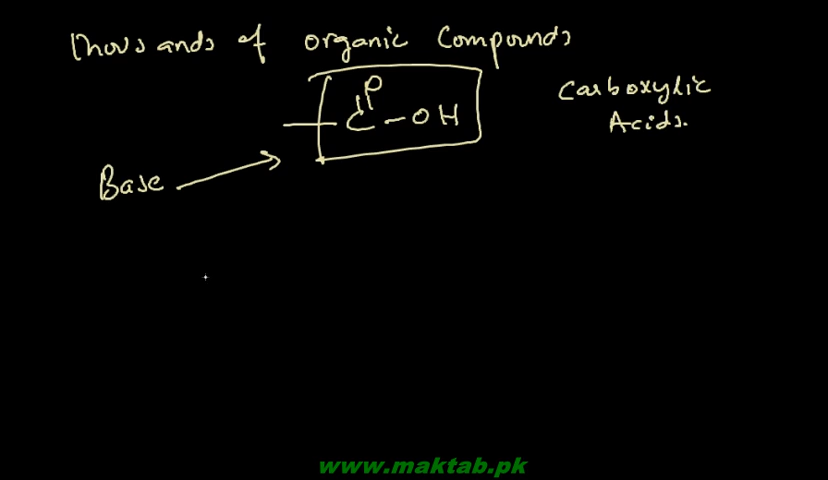 Thousands of organic Compounds
O
C-OH
Carboxylic
Acids.
Base
www.maktab.pk